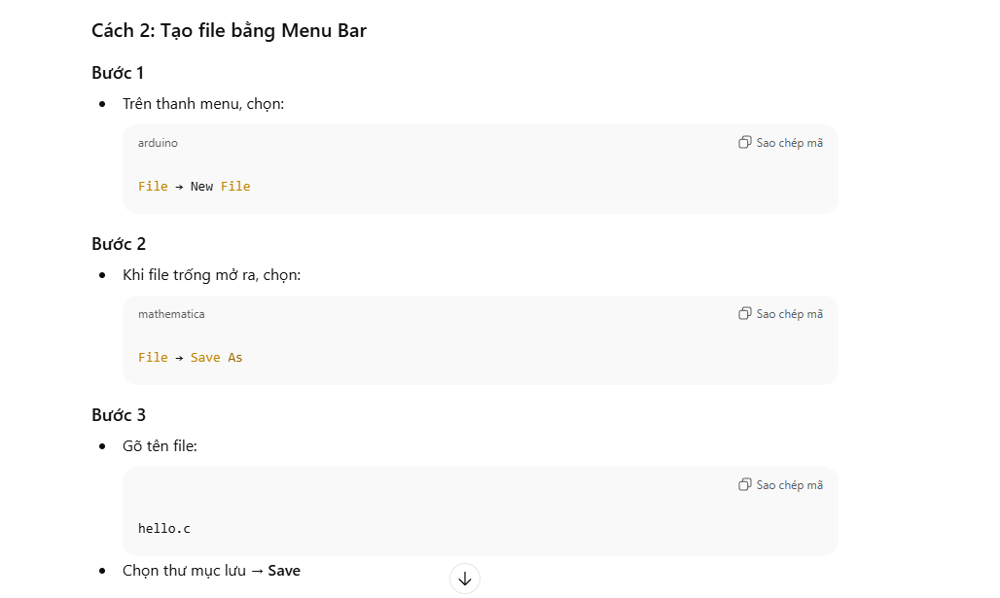 Cách 2: Tạo file bằng Menu Bar
Bước 1
Trên thanh menu, chọn:
arduino
Sao chép mã
File → New File
Bước 2
Khi file trống mở ra, chọn:
mathematica
Sao chép mã
File → Save As
Bước 3
Gõ tên file:
Sao chép mã
hello.c
Chọn thư mục lưu → Save